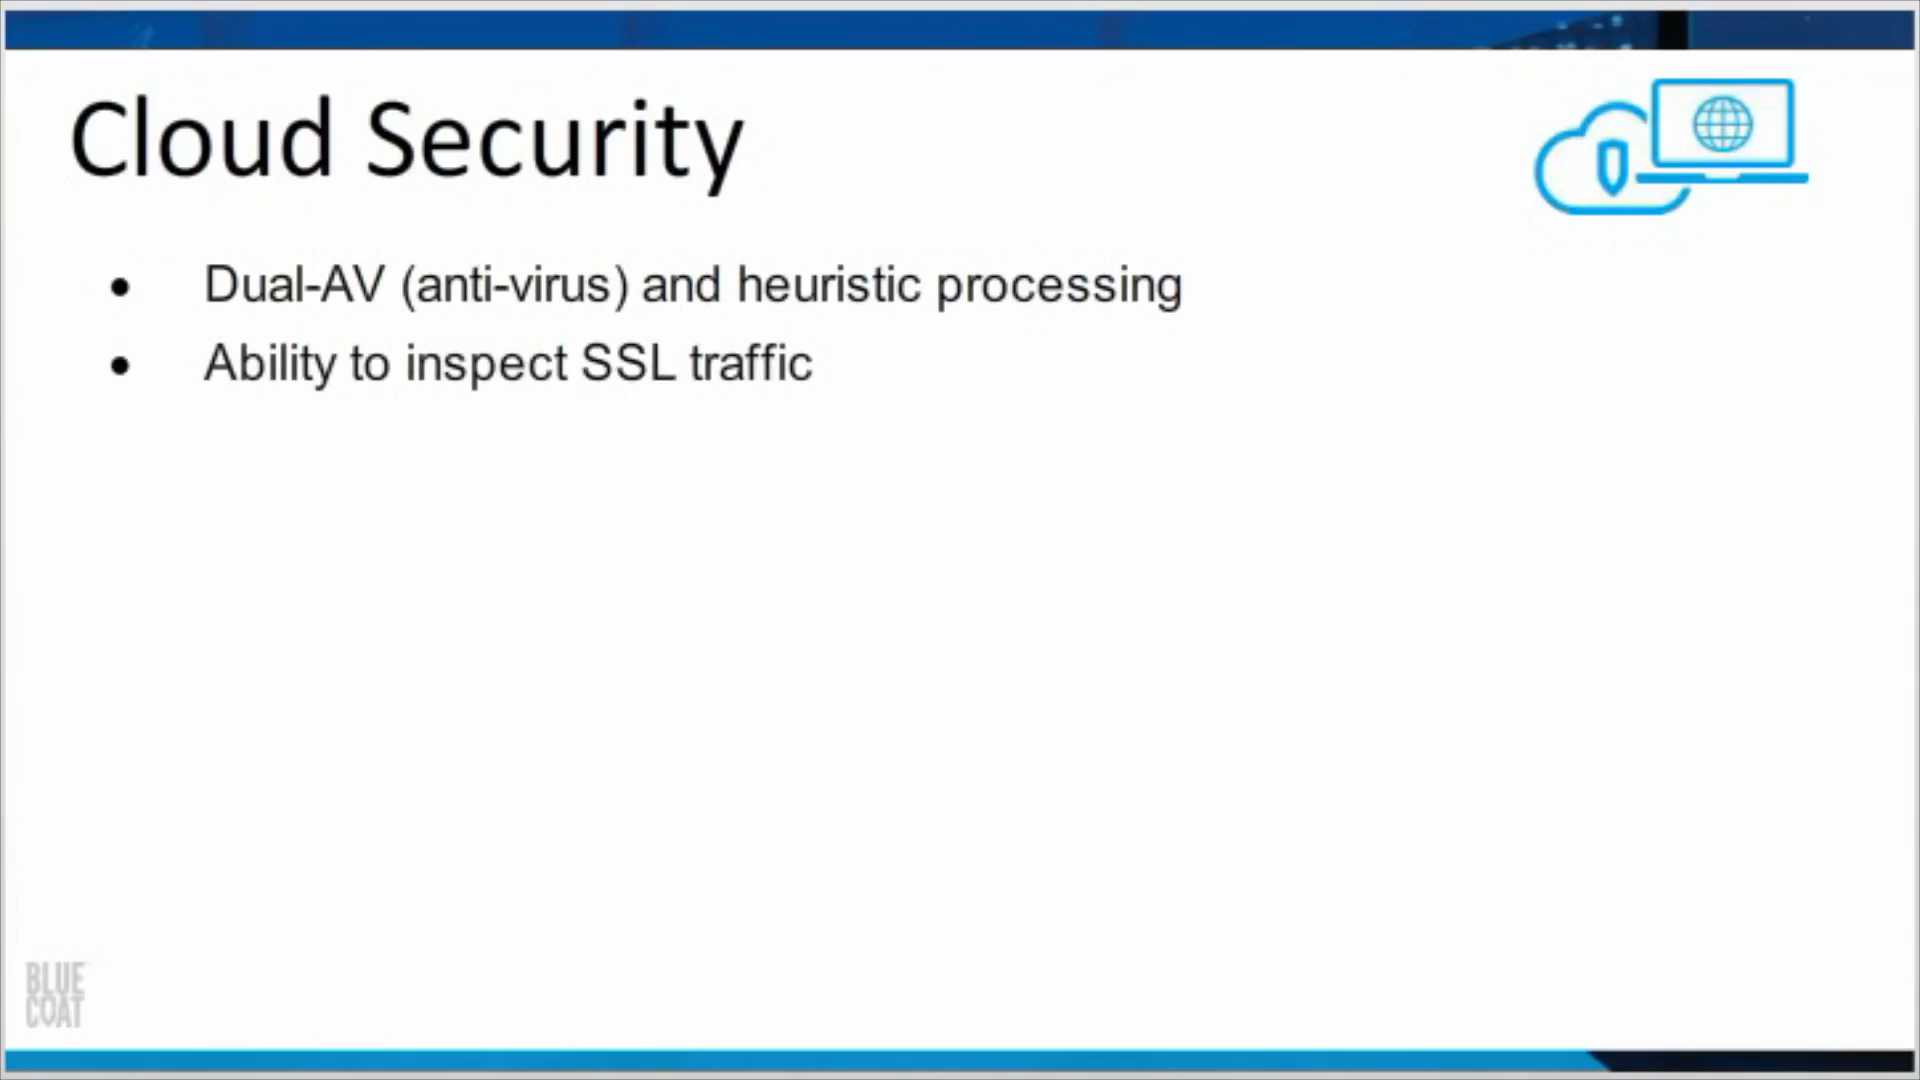 Cloud Security
• Dual-AV (anti-virus) and heuristic processing
• Ability to inspect SSL traffic
BLUE
COAT